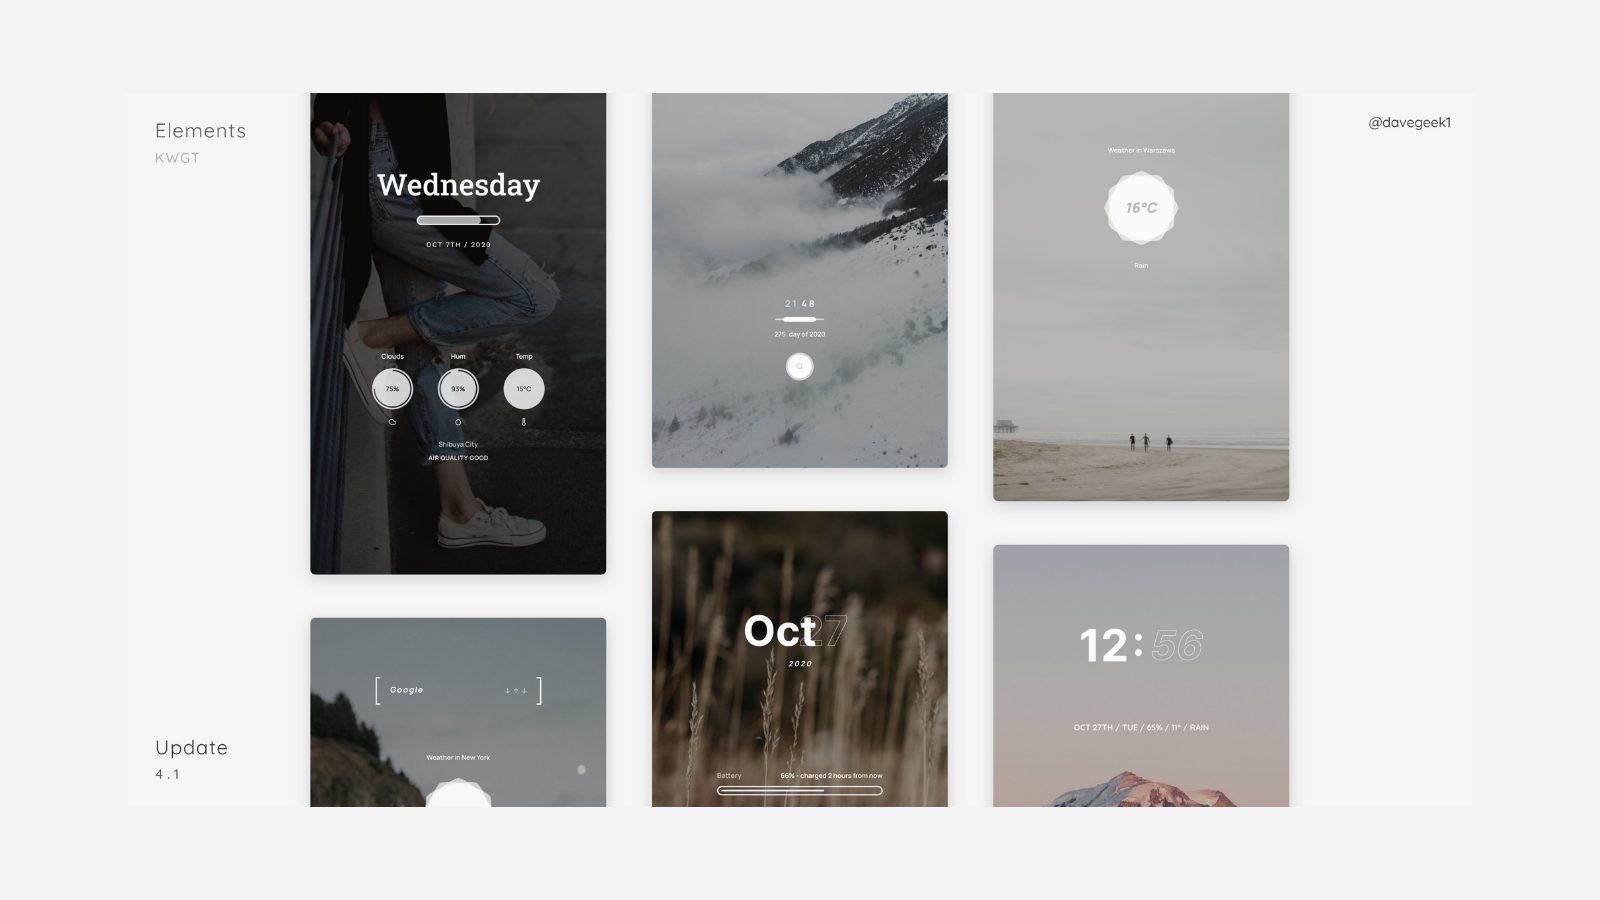 Elements
KWGT
@davegeek1
Wednesday
OCT 7TH / 2020
Clouds Hum Temp
75% 93% 15°C
Shibuya City
AIR QUALITY GOOD
21 48
275. day of 2020
Weather in Warszawa
16°C
Rain
[ Google ↓↑↓ ]
Weather in New York
Oct 27
2020
Battery 66% - charged 2 hours from now
12: 56
OCT 27TH / TUE / 65% / 11° / RAIN
Update
4.1